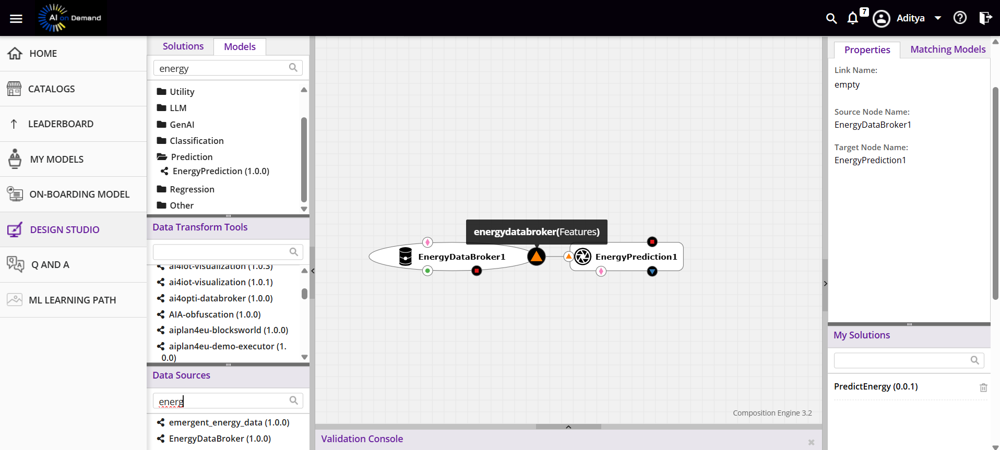 AI on Demand
7
Aditya
HOME
CATALOGS
LEADERBOARD
MY MODELS
ON-BOARDING MODEL
DESIGN STUDIO
Q AND A
ML LEARNING PATH
Solutions
Models
energy
Utility
LLM
GenAI
Classification
Prediction
EnergyPrediction (1.0.0)
Regression
Other
Data Transform Tools
ai4iot-visualization (1.0.3)
ai4iot-visualization (1.0.1)
ai4opti-databroker (1.0.0)
AIA-obfuscation (1.0.0)
aiplan4eu-blocksworld (1.0.0)
aiplan4eu-demo-executor (1.
0.0)
Data Sources
energ
emergent_energy_data (1.0.0)
EnergyDataBroker (1.0.0)
energydatabroker(Features)
EnergyDataBroker1
EnergyPrediction1
Composition Engine 3.2
Validation Console
Properties
Matching Models
Link Name:
empty
Source Node Name:
EnergyDataBroker1
Target Node Name:
EnergyPrediction1
My Solutions
PredictEnergy (0.0.1)